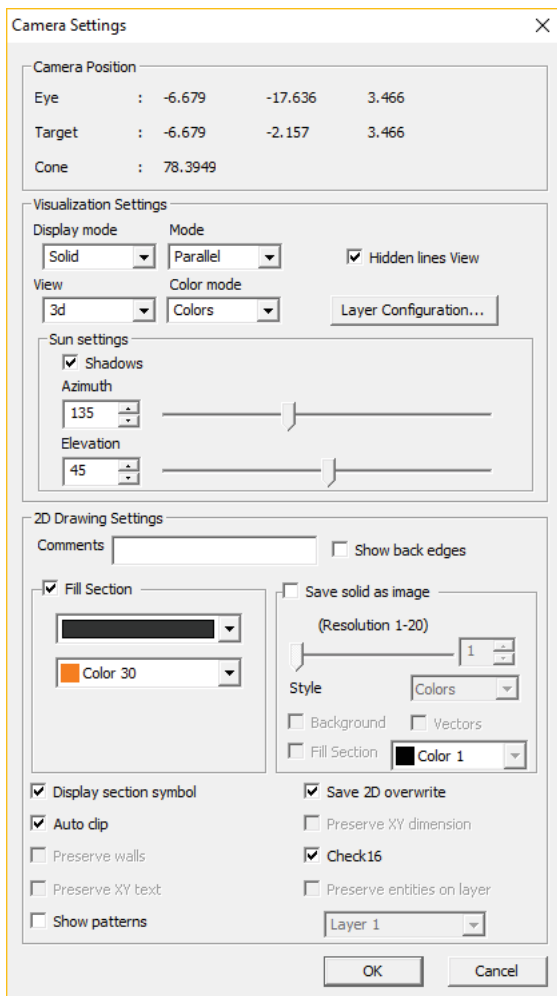 Camera Settings
Camera Position
Eye : -6.679 -17.636 3.466
Target : -6.679 -2.157 3.466
Cone : 78.3949
Visualization Settings
Display mode Mode
Solid Parallel Hidden lines View
View Color mode
3d Colors Layer Configuration...
Sun settings
Shadows
Azimuth
135
Elevation
45
2D Drawing Settings
Comments Show back edges
Fill Section Save solid as image
(Resolution 1-20)
1
Color 30
Style Colors
Background Vectors
Fill Section Color 1
Display section symbol Save 2D overwrite
Auto clip Preserve XY dimension
Preserve walls Check16
Preserve XY text Preserve entities on layer
Show patterns Layer 1
OK Cancel